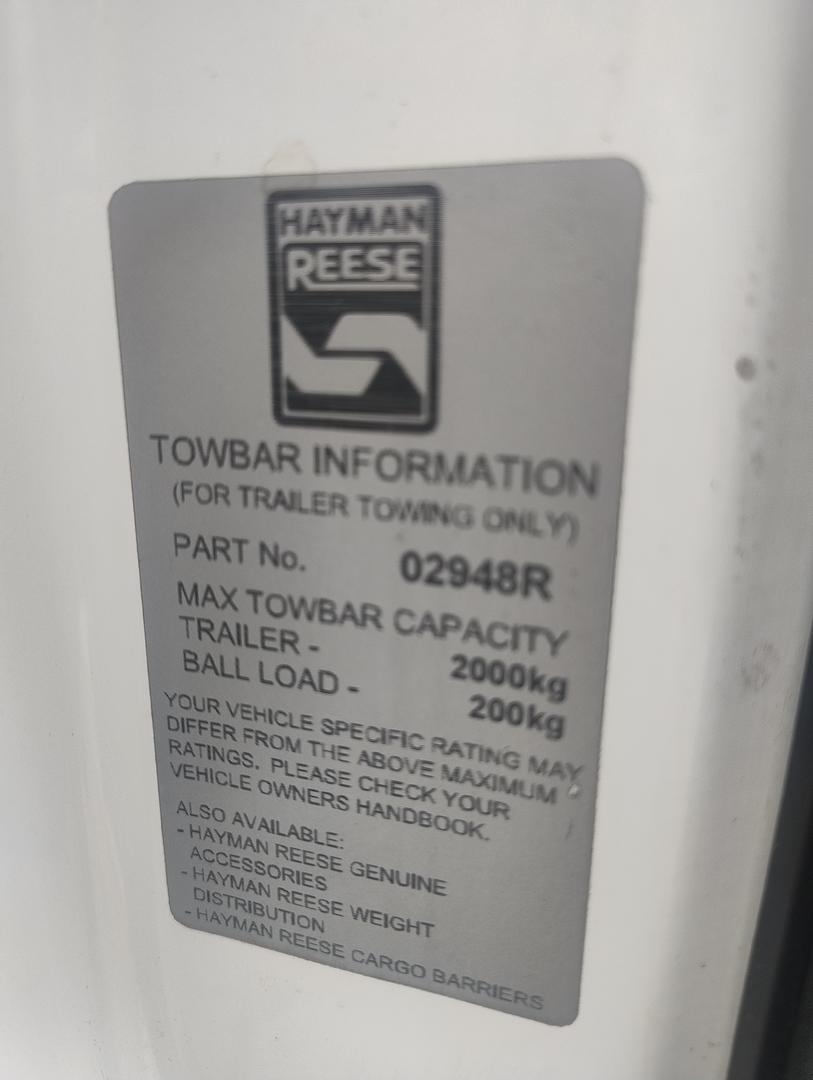 HAYMAN
REESE
TOWBAR INFORMATION
(FOR TRAILER TOWING ONLY)
PART No. 02948R
MAX TOWBAR CAPACITY
TRAILER - 2000kg
BALL LOAD - 200kg
YOUR VEHICLE SPECIFIC RATING MAY
DIFFER FROM THE ABOVE MAXIMUM
RATINGS. PLEASE CHECK YOUR
VEHICLE OWNERS HANDBOOK.
ALSO AVAILABLE:
- HAYMAN REESE GENUINE
ACCESSORIES
- HAYMAN REESE WEIGHT
DISTRIBUTION
- HAYMAN REESE CARGO BARRIERS